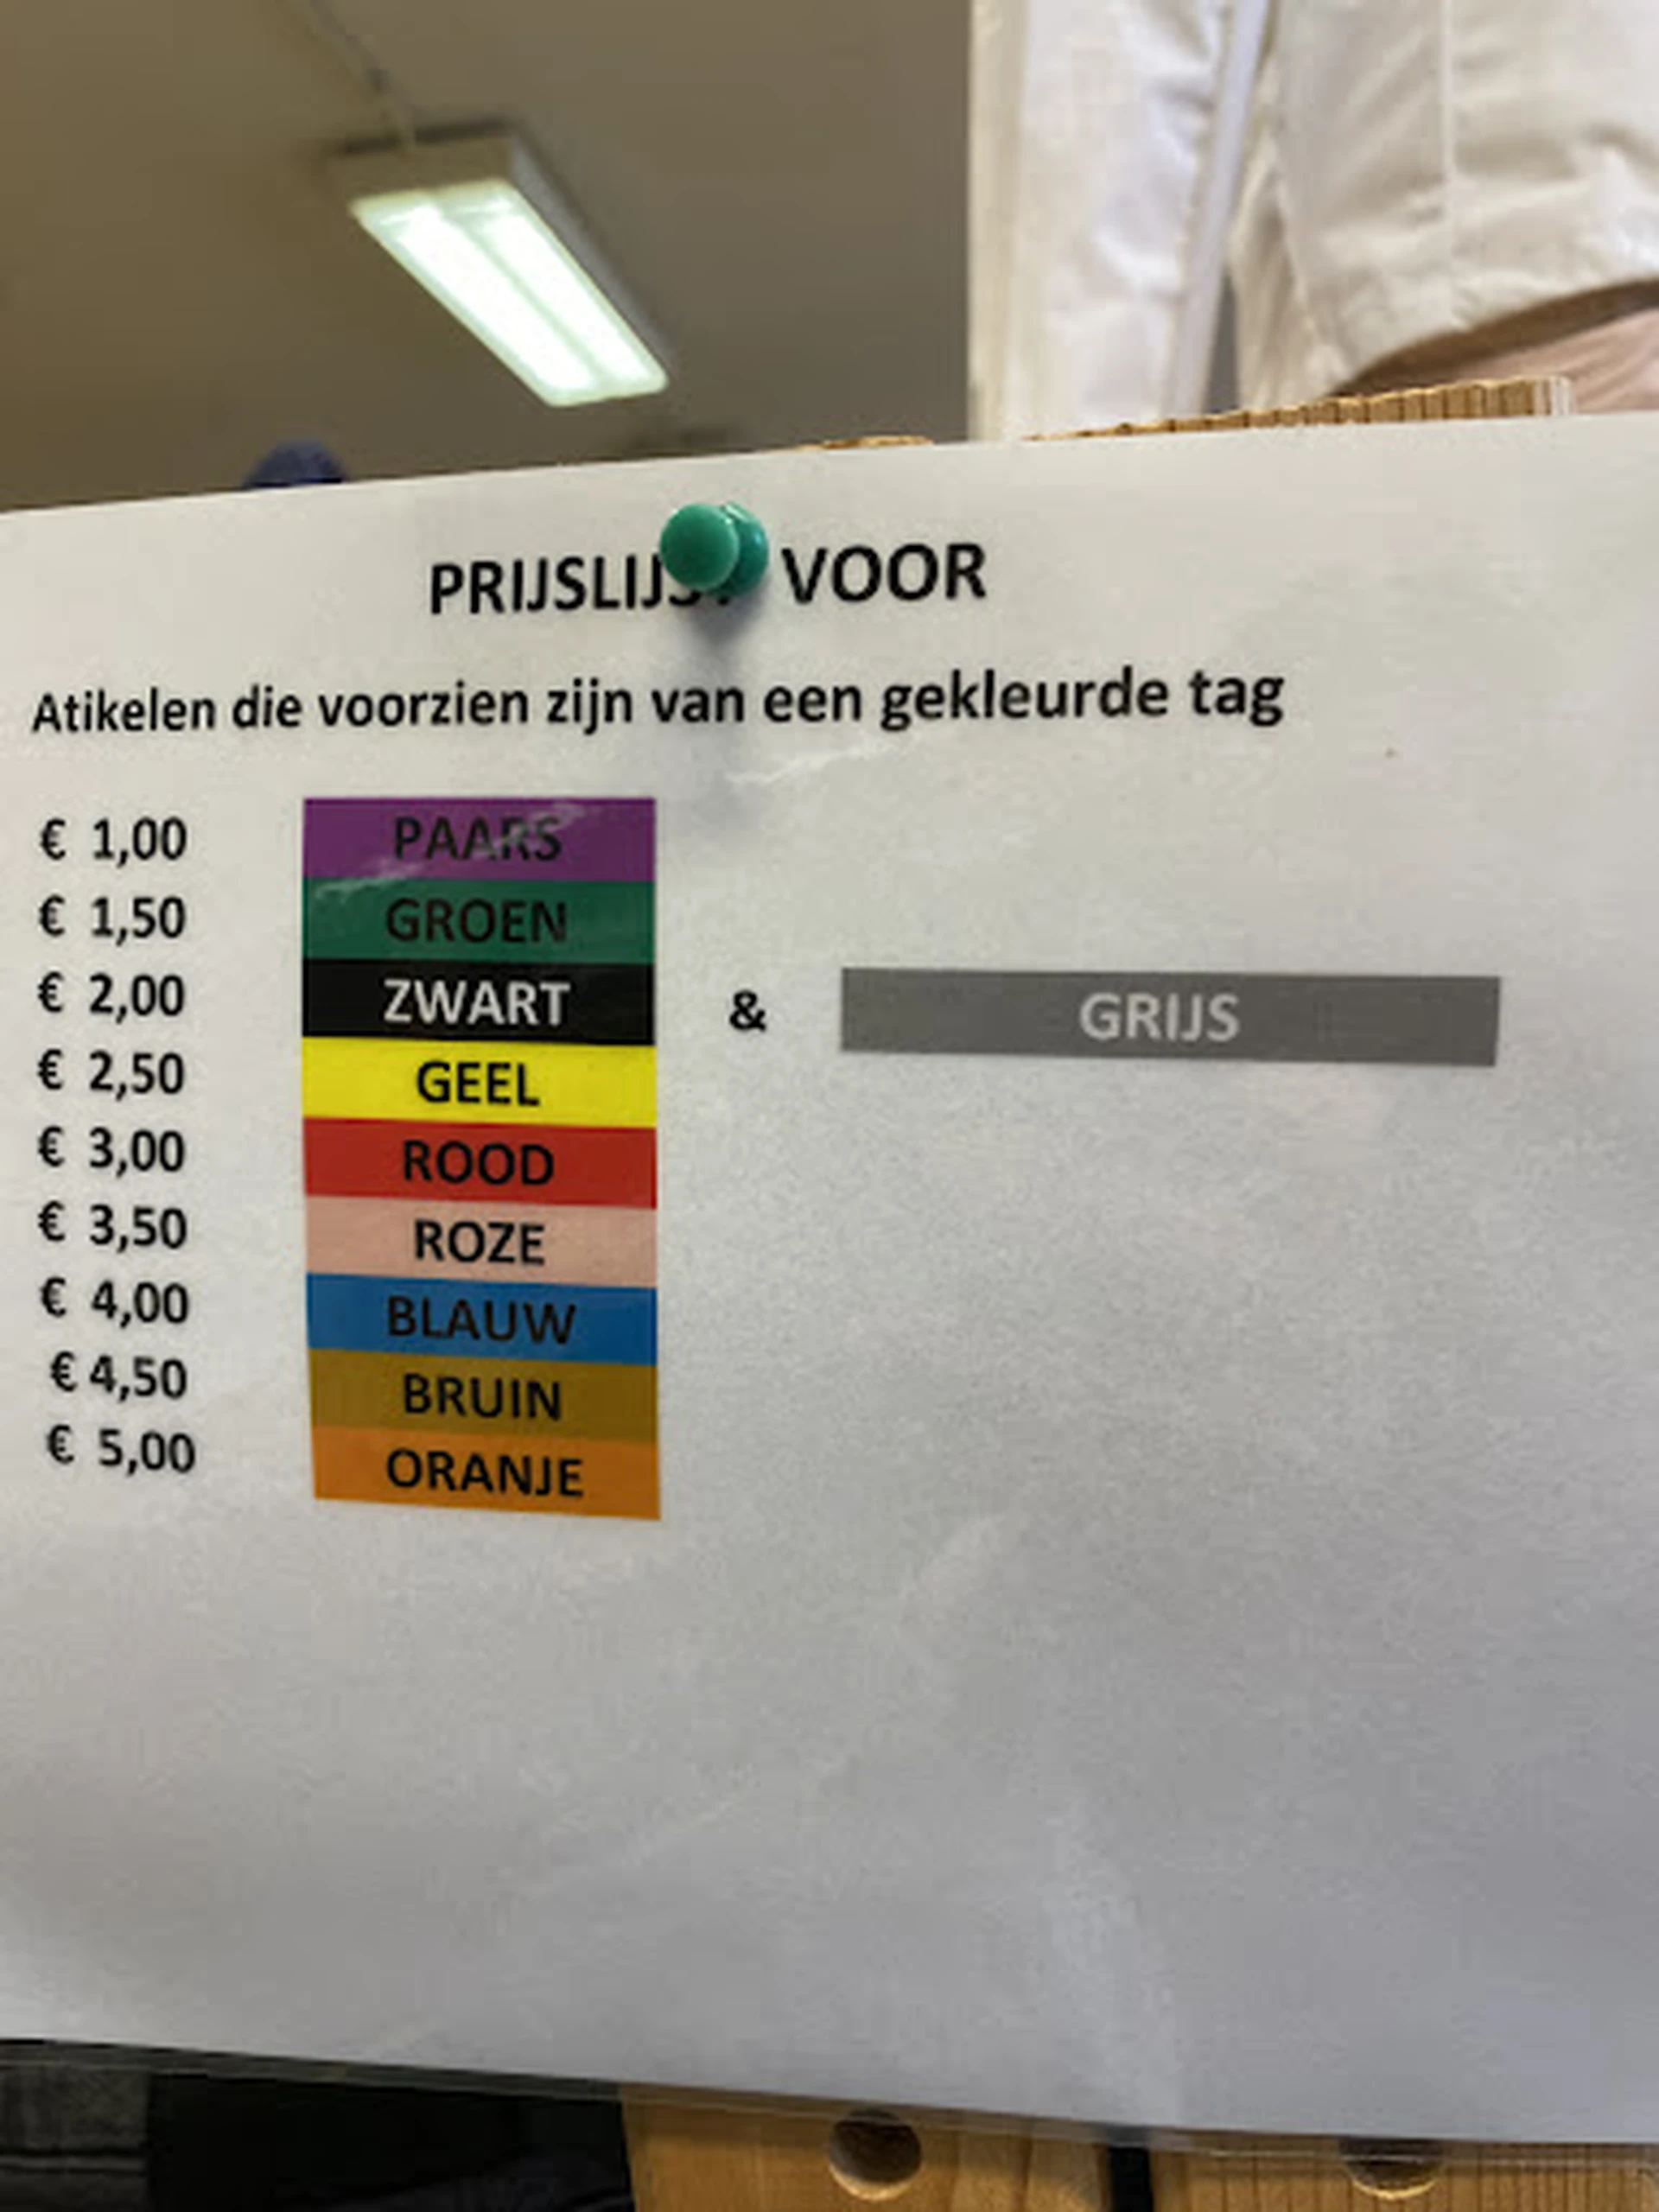 PRIJSLIJST VOOR
Atikelen die voorzien zijn van een gekleurde tag
€ 1,00 PAARS
€ 1,50 GROEN
€ 2,00 ZWART & GRIJS
€ 2,50 GEEL
€ 3,00 ROOD
€ 3,50 ROZE
€ 4,00 BLAUW
€ 4,50 BRUIN
€ 5,00 ORANJE